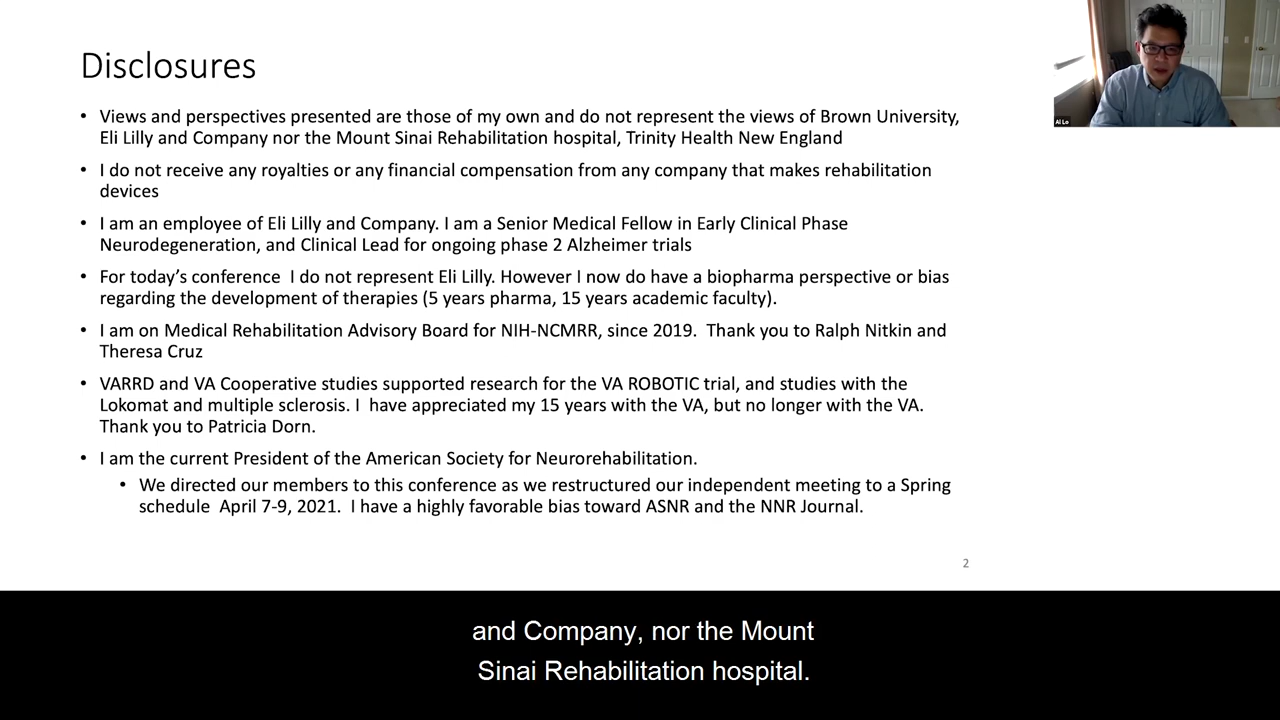 Disclosures
• Views and perspectives presented are those of my own and do not represent the views of Brown University,
Eli Lilly and Company nor the Mount Sinai Rehabilitation hospital, Trinity Health New England
• I do not receive any royalties or any financial compensation from any company that makes rehabilitation
devices
• I am an employee of Eli Lilly and Company. I am a Senior Medical Fellow in Early Clinical Phase
Neurodegeneration, and Clinical Lead for ongoing phase 2 Alzheimer trials
• For today's conference I do not represent Eli Lilly. However I now do have a biopharma perspective or bias
regarding the development of therapies (5 years pharma, 15 years academic faculty).
• I am on Medical Rehabilitation Advisory Board for NIH-NCMRR, since 2019. Thank you to Ralph Nitkin and
Theresa Cruz
• VARRD and VA Cooperative studies supported research for the VA ROBOTIC trial, and studies with the
Lokomat and multiple sclerosis. I have appreciated my 15 years with the VA, but no longer with the VA.
Thank you to Patricia Dorn.
• I am the current President of the American Society for Neurorehabilitation.
• We directed our members to this conference as we restructured our independent meeting to a Spring
schedule April 7-9, 2021. I have a highly favorable bias toward ASNR and the NNR Journal.
2
Al Lo
and Company, nor the Mount
Sinai Rehabilitation hospital.